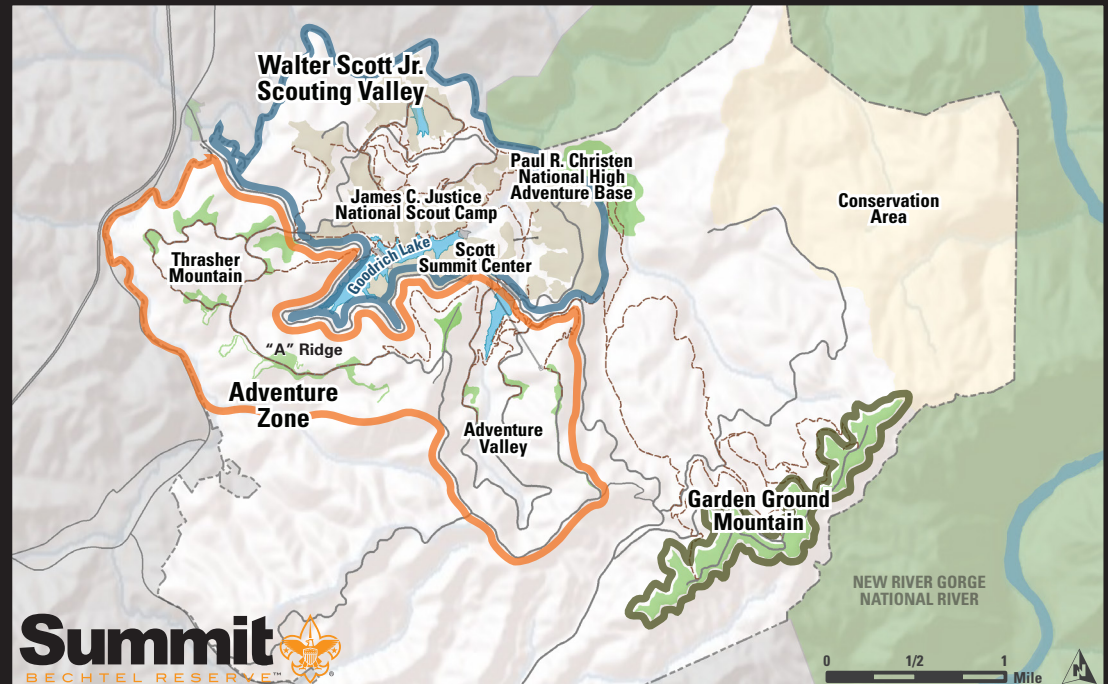 Walter Scott Jr.
Scouting Valley
Paul R. Christen
National High
Adventure Base
James C. Justice
National Scout Camp
Conservation
Area
Goodrich Lake
Scott
Summit Center
Thrasher
Mountain
"A" Ridge
Adventure
Zone
Adventure
Valley
Garden Ground
Mountain
NEW RIVER GORGE
NATIONAL RIVER
Summit
BECHTEL RESERVE™
®
0 1/2 1
Mile
N